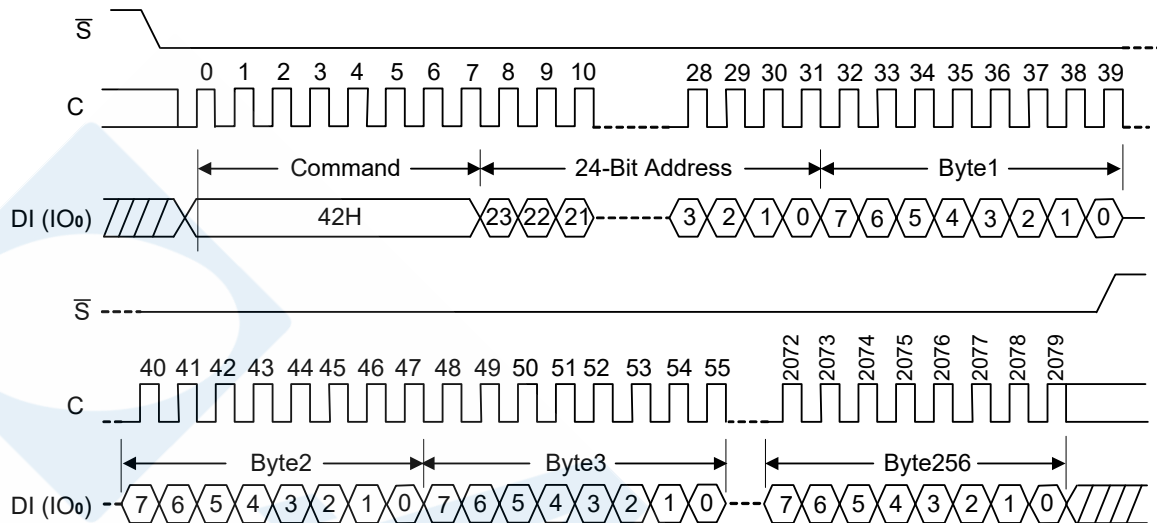 S
0 1 2 3 4 5 6 7 8 9 10 28 29 30 31 32 33 34 35 36 37 38 39
C
Command 24-Bit Address Byte1
DI (IO0) 42H 23 22 21 3 2 1 0 7 6 5 4 3 2 1 0
S
40 41 42 43 44 45 46 47 48 49 50 51 52 53 54 55 2072 2073 2074 2075 2076 2077 2078 2079
C
Byte2 Byte3 Byte256
DI (IO0) 7 6 5 4 3 2 1 0 7 6 5 4 3 2 1 0 7 6 5 4 3 2 1 0